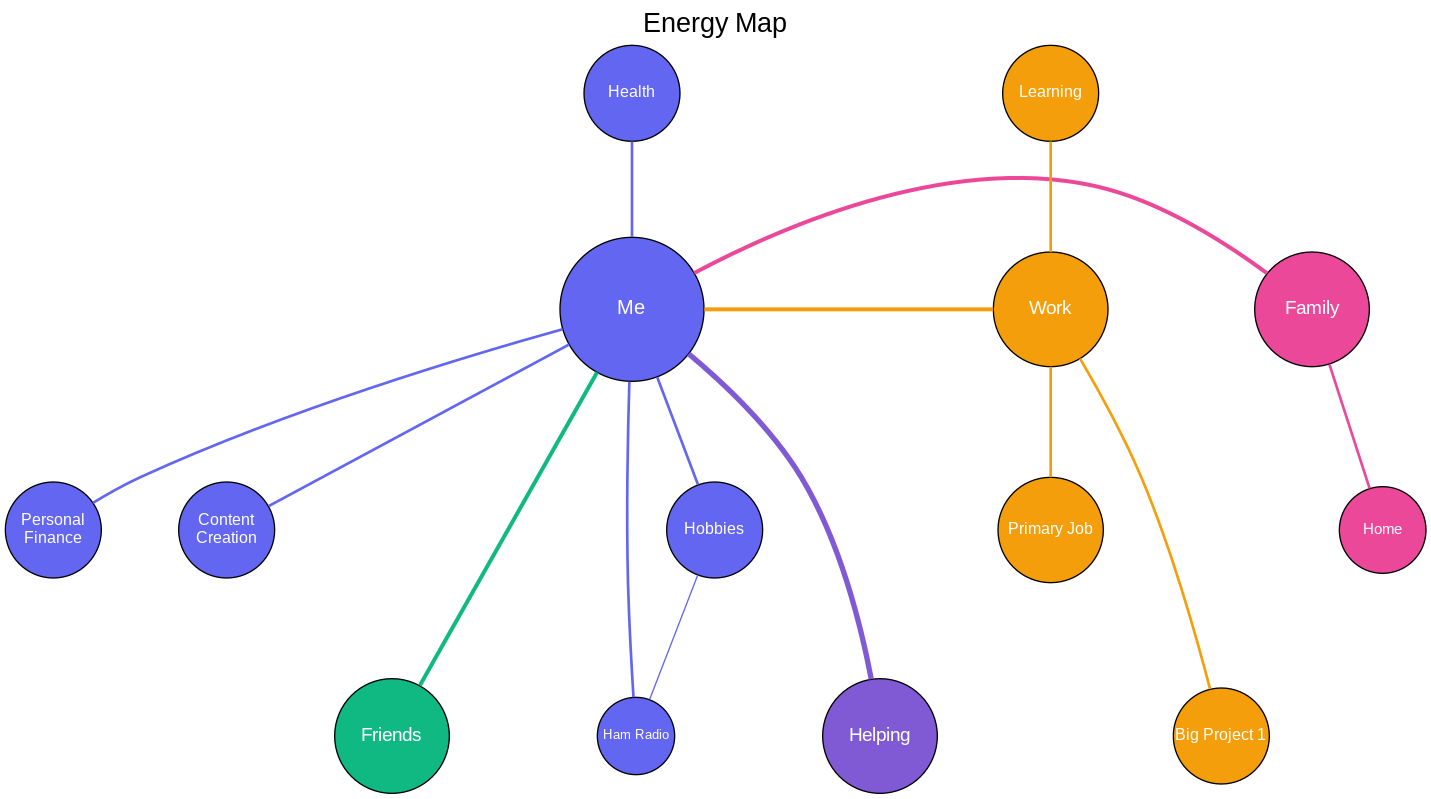 Energy Map
Health
Learning
Me
Work
Family
Personal
Finance
Content
Creation
Hobbies
Primary Job
Home
Friends
Ham Radio
Helping
Big Project 1